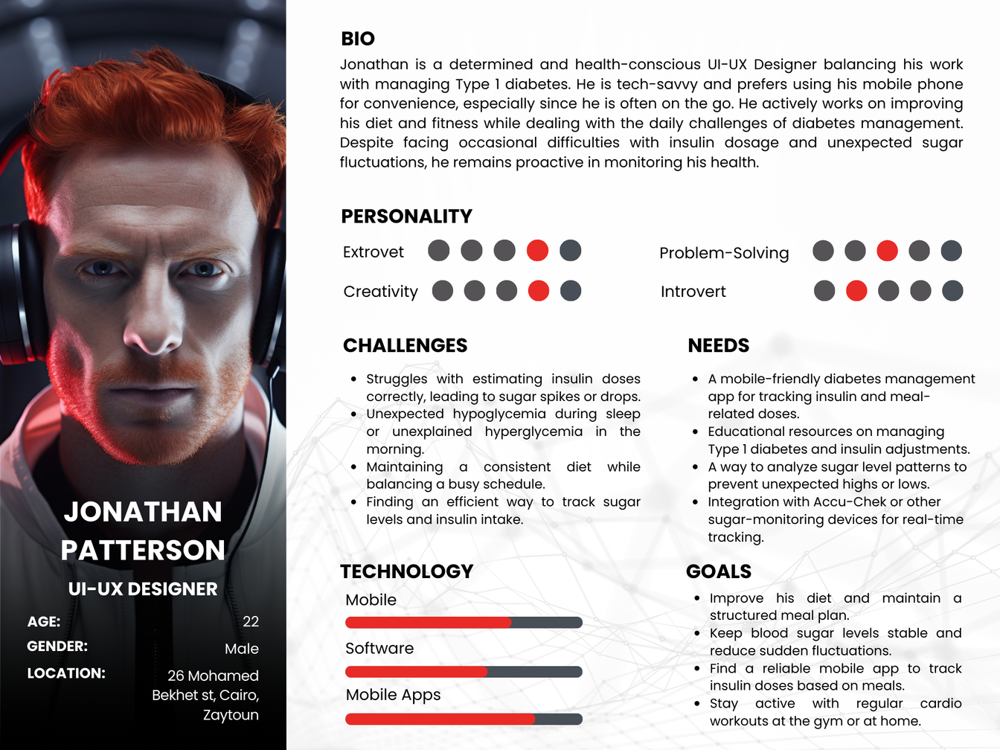 JONATHAN
PATTERSON
UI-UX DESIGNER
AGE: 22
GENDER: Male
LOCATION: 26 Mohamed
Bekhet st, Cairo,
Zaytoun
BIO
Jonathan is a determined and health-conscious UI-UX Designer balancing his work
with managing Type 1 diabetes. He is tech-savvy and prefers using his mobile phone
for convenience, especially since he is often on the go. He actively works on improving
his diet and fitness while dealing with the daily challenges of diabetes management.
Despite facing occasional difficulties with insulin dosage and unexpected sugar
fluctuations, he remains proactive in monitoring his health.
PERSONALITY
Extrovet
Creativity
Problem-Solving
Introvert
CHALLENGES
• Struggles with estimating insulin doses
correctly, leading to sugar spikes or drops.
• Unexpected hypoglycemia during sleep
or unexplained hyperglycemia in the
morning.
• Maintaining a consistent diet while
balancing a busy schedule.
• Finding an efficient way to track sugar
levels and insulin intake.
NEEDS
• A mobile-friendly diabetes management
app for tracking insulin and meal-
related doses.
• Educational resources on managing
Type 1 diabetes and insulin adjustments.
• A way to analyze sugar level patterns to
prevent unexpected highs or lows.
• Integration with Accu-Chek or other
sugar-monitoring devices for real-time
tracking.
TECHNOLOGY
Mobile
Software
Mobile Apps
GOALS
• Improve his diet and maintain a
structured meal plan.
• Keep blood sugar levels stable and
reduce sudden fluctuations.
• Find a reliable mobile app to track
insulin doses based on meals.
• Stay active with regular cardio
workouts at the gym or at home.